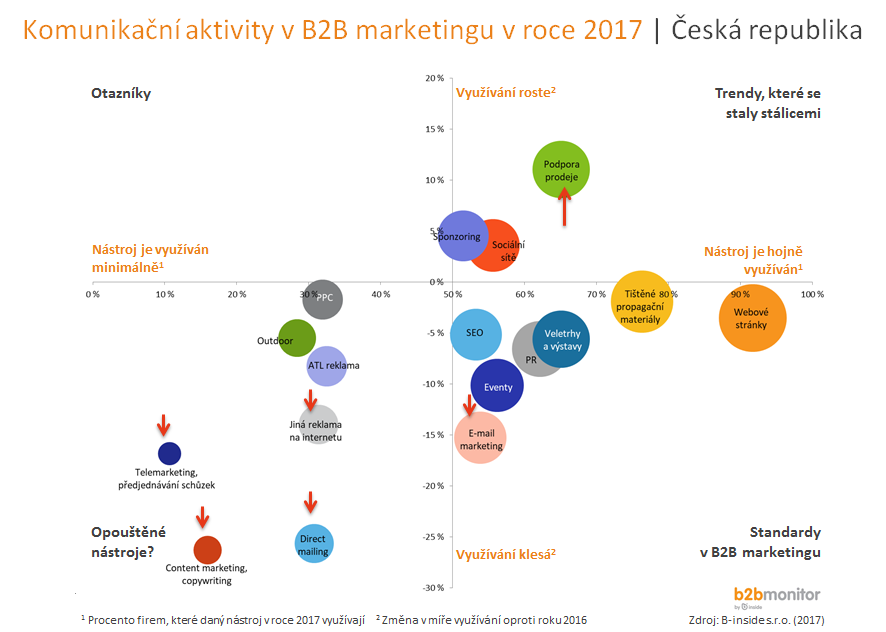 Komunikační aktivity v B2B marketingu v roce 2017 | Česká republika
Otazníky
20 %
Využívání roste²
Trendy, které se
staly stálicemi
15 %
10 %
Podpora
prodeje
5 %
Sponzoring
Sociální
sítě
Nástroj je využíván
minimálně¹
Nástroj je hojně
využíván¹
0 %
0 %
10 %
20 %
30 %
40 %
50 %
60 %
70 %
80 %
90 %
100 %
PPC
Tištěné
propagační
materiály
Webové
stránky
-5 %
Outdoor
SEO
Veletrhy
a výstavy
PR
ATL reklama
-10 %
Eventy
Jiná reklama
na internetu
-15 %
E-mail
marketing
Telemarketing,
předjednávání schůzek
-20 %
Opouštěné
nástroje?
Direct
mailing
-25 %
Využívání klesá²
Standardy
v B2B marketingu
Content marketing,
copywriting
-30 %
b2bmonitor
by inside
¹ Procento firem, které daný nástroj v roce 2017 využívají ² Změna v míře využívání oproti roku 2016
Zdroj: B-inside s.r.o. (2017)